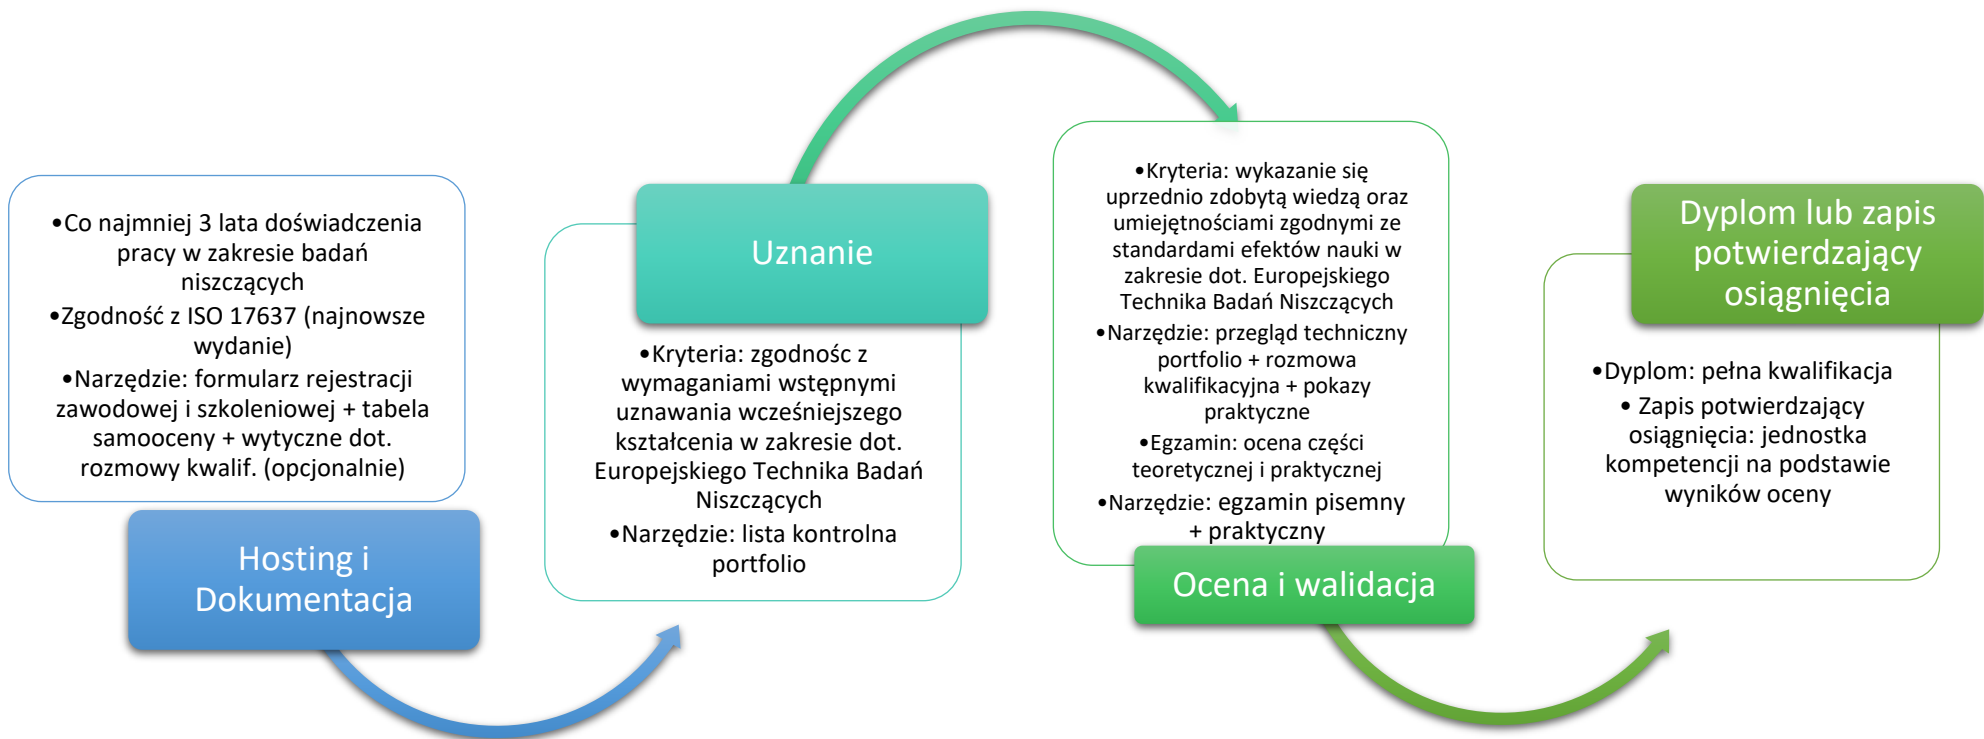 •Co najmniej 3 lata doświadczenia
pracy w zakresie badań
niszczących
•Zgodność z ISO 17637 (najnowsze
wydanie)
•Narzędzie: formularz rejestracji
zawodowej i szkoleniowej + tabela
samooceny + wytyczne dot.
rozmowy kwalif. (opcjonalnie)
Hosting i
Dokumentacja
Uznanie
•Kryteria: zgodnośc z
wymaganiami wstępnymi
uznawania wcześniejszego
kształcenia w zakresie dot.
Europejskiego Technika Badań
Niszczących
•Narzędzie: lista kontrolna
portfolio
•Kryteria: wykazanie się
uprzednio zdobytą wiedzą oraz
umiejętnościami zgodnymi ze
standardami efektów nauki w
zakresie dot. Europejskiego
Technika Badań Niszczących
•Narzędzie: przegląd techniczny
portfolio + rozmowa
kwalifikacyjna + pokazy
praktyczne
•Egzamin: ocena części
teoretycznej i praktycznej
•Narzędzie: egzamin pisemny
+ praktyczny
Ocena i walidacja
Dyplom lub zapis
potwierdzający
osiągnięcia
•Dyplom: pełna kwalifikacja
• Zapis potwierdzający
osiągnięcia: jednostka
kompetencji na podstawie
wyników oceny